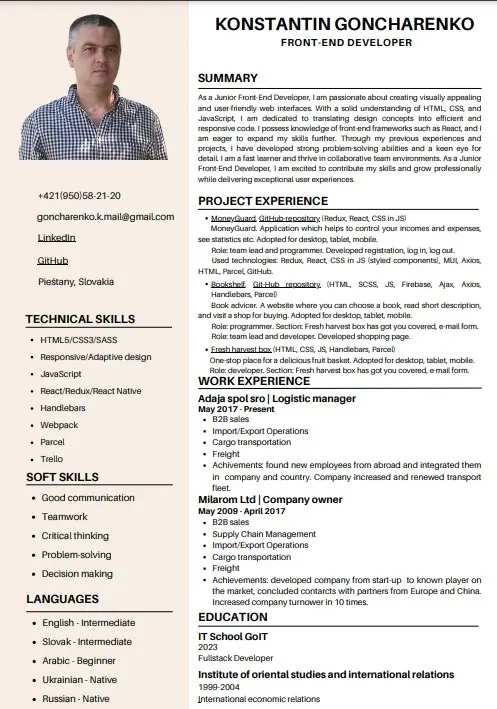 KONSTANTIN GONCHARENKO
FRONT-END DEVELOPER
+421(950)58-21-20
goncharenko.k.mail@gmail.com
LinkedIn
GitHub
Piešťany, Slovakia
TECHNICAL SKILLS
HTML5/CSS3/SASS
Responsive/Adaptive design
JavaScript
React/Redux/React Native
Handlebars
Webpack
Parcel
Trello
SOFT SKILLS
Good communication
Teamwork
Critical thinking
Problem-solving
Decision making
LANGUAGES
English - Intermediate
Slovak - Intermediate
Arabic - Beginner
Ukrainian - Native
Russian - Native
SUMMARY
As a Junior Front-End Developer, I am passionate about creating visually appealing
and user-friendly web interfaces. With a solid understanding of HTML, CSS, and
JavaScript, I am dedicated to translating design concepts into efficient and
responsive code. I possess knowledge of front-end frameworks such as React, and I
am eager to expand my skills further. Through my previous experiences and
projects, I have developed strong problem-solving abilities and a keen eye for
detail. I am a fast learner and thrive in collaborative team environments. As a Junior
Front-End Developer, I am excited to contribute my skills and grow professionally
while delivering exceptional user experiences.
PROJECT EXPERIENCE
MoneyGuard, GitHub-repository (Redux, React, CSS in JS)
MoneyGuard. Application which helps to control your incomes and expenses,
see statistics etc. Adopted for desktop, tablet, mobile.
Role: team lead and programmer. Developed registration, log in, log out.
Used technologies: Redux, React, CSS in JS (styled components), MUI, Axios,
HTML, Parcel, GitHub.
Bookshelf, Git-Hub repository (HTML, SCSS, JS, Firebase, Ajax, Axios,
Handlebars, Parcel)
Book advicer. A website where you can choose a book, read short description,
and visit a shop for buying. Adopted for desktop, tablet, mobile.
Role: programmer. Section: Fresh harvest box has got you covered, e-mail form.
Role: team lead and developer. Developed shopping page.
Fresh harvest box (HTML, CSS, JS, Handlebars, Parcel)
One-stop place for a delicious fruit basket. Adopted for desktop, tablet, mobile.
Role: developer. Section: Fresh harvest box has got you covered, e-mail form.
WORK EXPERIENCE
Adaja spol sro | Logistic manager
May 2017 - Present
B2B sales
Import/Export Operations
Cargo transportation
Freight
Achivements: found new employees from abroad and integrated them
in company and country. Company increased and renewed transport
fleet.
Milarom Ltd | Company owner
May 2009 - April 2017
B2B sales
Supply Chain Management
Import/Export Operations
Cargo transportation
Freight
Achievements: developed company from start-up to known player on
the market, concluded contarcts with partners from Europe and China.
Increased company turnower in 10 times.
EDUCATION
IT School GoIT
2023
Fullstack Developer
Institute of oriental studies and international relations
1999-2004
International economic relations